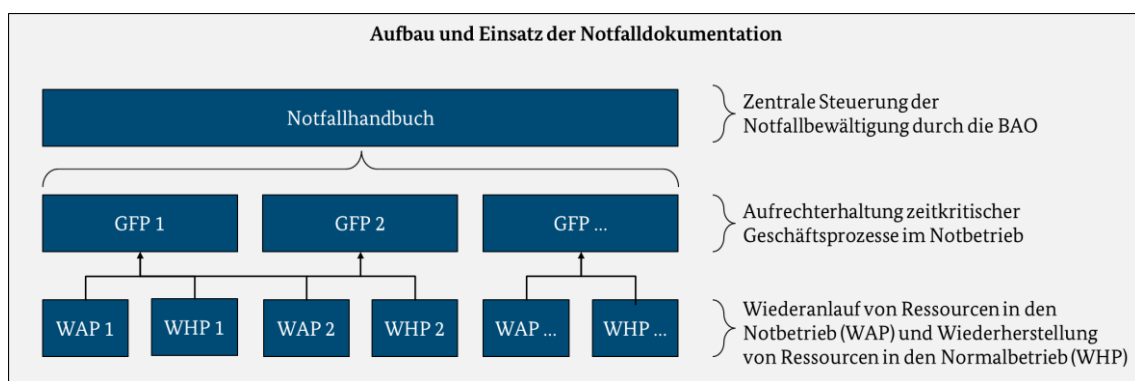 Aufbau und Einsatz der Notfalldokumentation
Notfallhandbuch
Zentrale Steuerung der
Notfallbewältigung durch die BAO
GFP 1
GFP 2
GFP ...
Aufrechterhaltung zeitkritischer
Geschäftsprozesse im Notbetrieb
WAP 1
WHP 1
WAP 2
WHP 2
WAP ...
WHP ...
Wiederanlauf von Ressourcen in den
Notbetrieb (WAP) und Wiederherstellung
von Ressourcen in den Normalbetrieb (WHP)